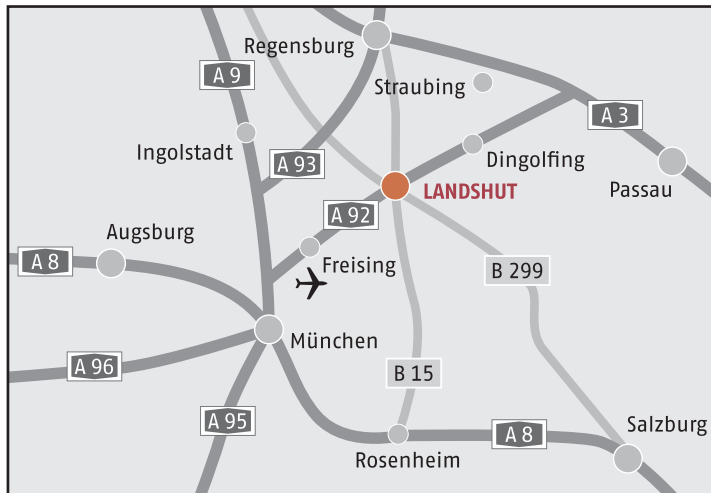 Regensburg
A 9
Straubing
A 3
Ingolstadt
A 93
Dingolfing
Passau
LANDSHUT
A 92
Augsburg
A 8
Freising
B 299
München
A 96
B 15
A 95
Rosenheim
A 8
Salzburg